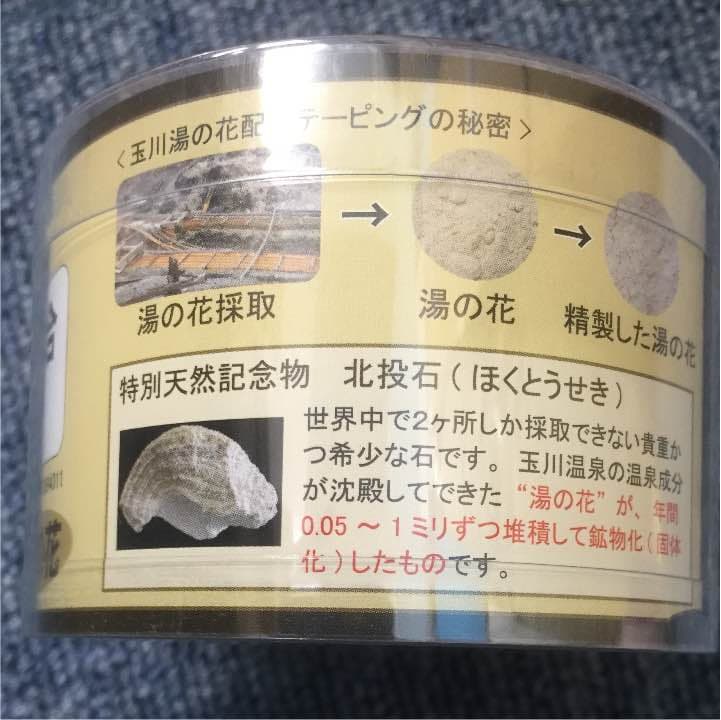 <玉川湯の花配 テーピングの秘密>
→ →
湯の花採取
湯の花
精製した湯の花
特別天然記念物 北投石(ほくとうせき)
世界中で2ヶ所しか採取できない貴重か
つ希少な石です。玉川温泉の温泉成分
が沈殿してできた“湯の花”が、年間
0.05~1ミリずつ堆積して鉱物化(固体
化)したものです。
花